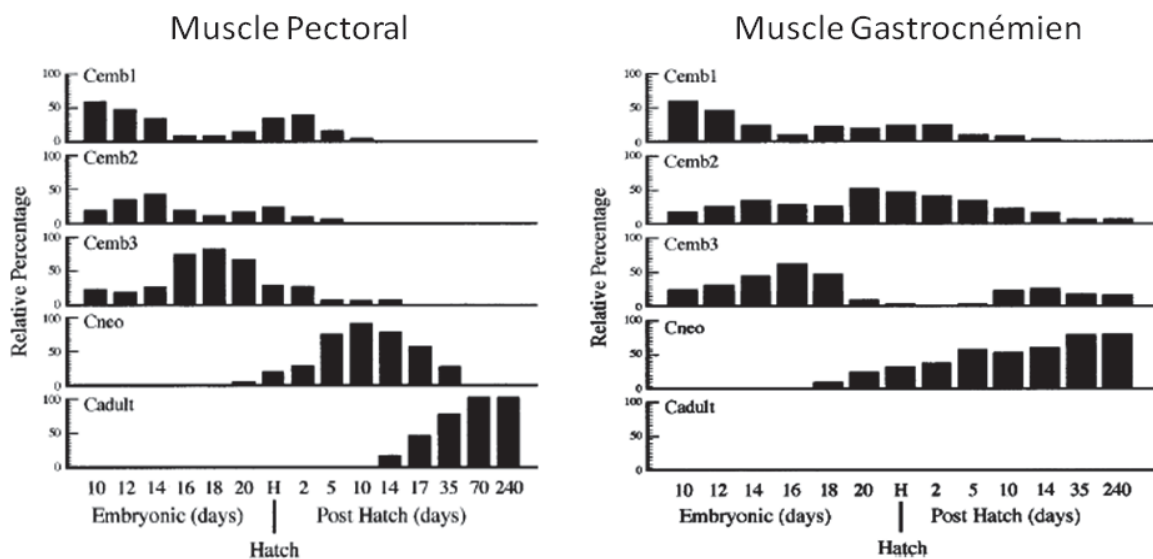 Muscle Pectoral
Relative Percentage
100
50
0
Cemb1
100
50
0
Cemb2
100
50
0
Cemb3
100
50
0
Cneo
100
50
0
Cadult
10 12 14 16 18 20 H 2 5 10 14 17 35 70 240
Embryonic (days) Post Hatch (days)
Hatch
Muscle Gastrocnémien
Relative Percentage
100
50
0
Cemb1
100
50
0
Cemb2
100
50
0
Cemb3
100
50
0
Cneo
100
50
0
Cadult
10 12 14 16 18 20 H 2 5 10 14 35 240
Embryonic (days) Post Hatch (days)
Hatch